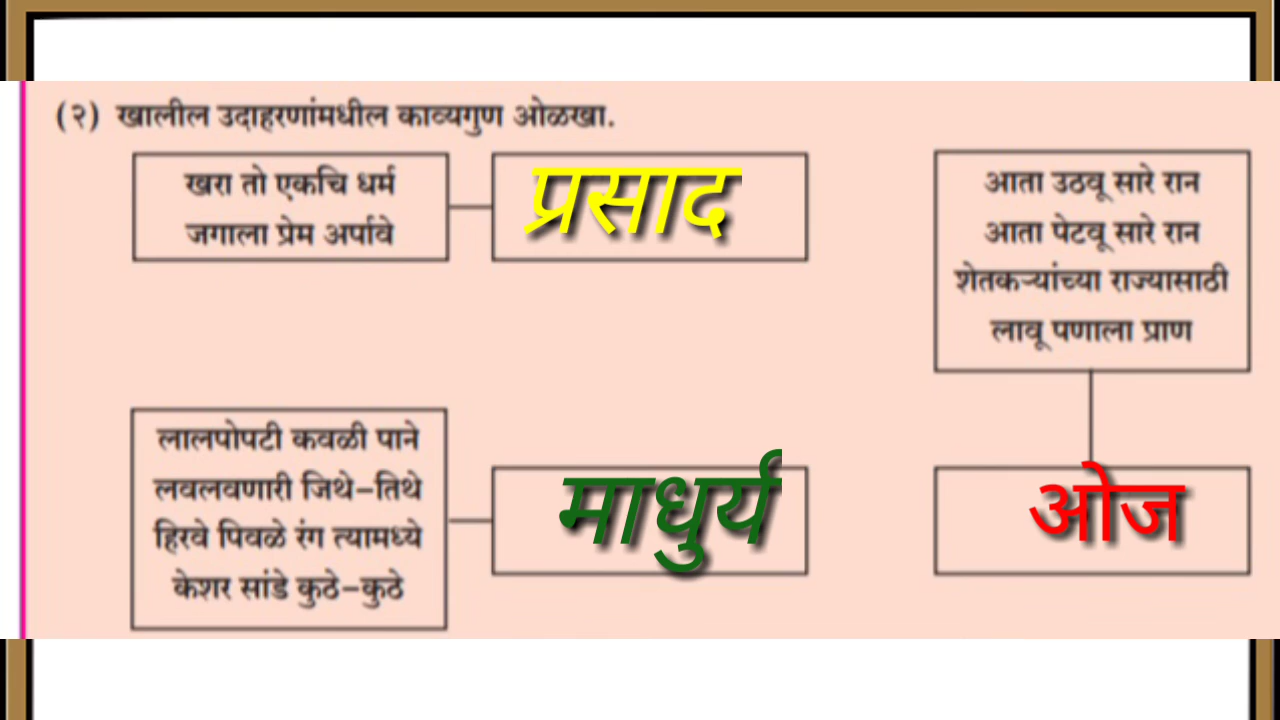 (२) खालील उदाहरणांमधील काव्यगुण ओळखा.
खरा तो एकचि धर्म
जगाला प्रेम अर्पावे
प्रसाद
आता उठवू सारे रान
आता पेटवू सारे रान
शेतकऱ्यांच्या राज्यासाठी
लावू पणाला प्राण
लालपोपटी कवळी पाने
लवलवणारी जिथे–तिथे
हिरवे पिवळे रंग त्यामध्ये
केशर सांडे कुठे–कुठे
माधुर्य
ओज